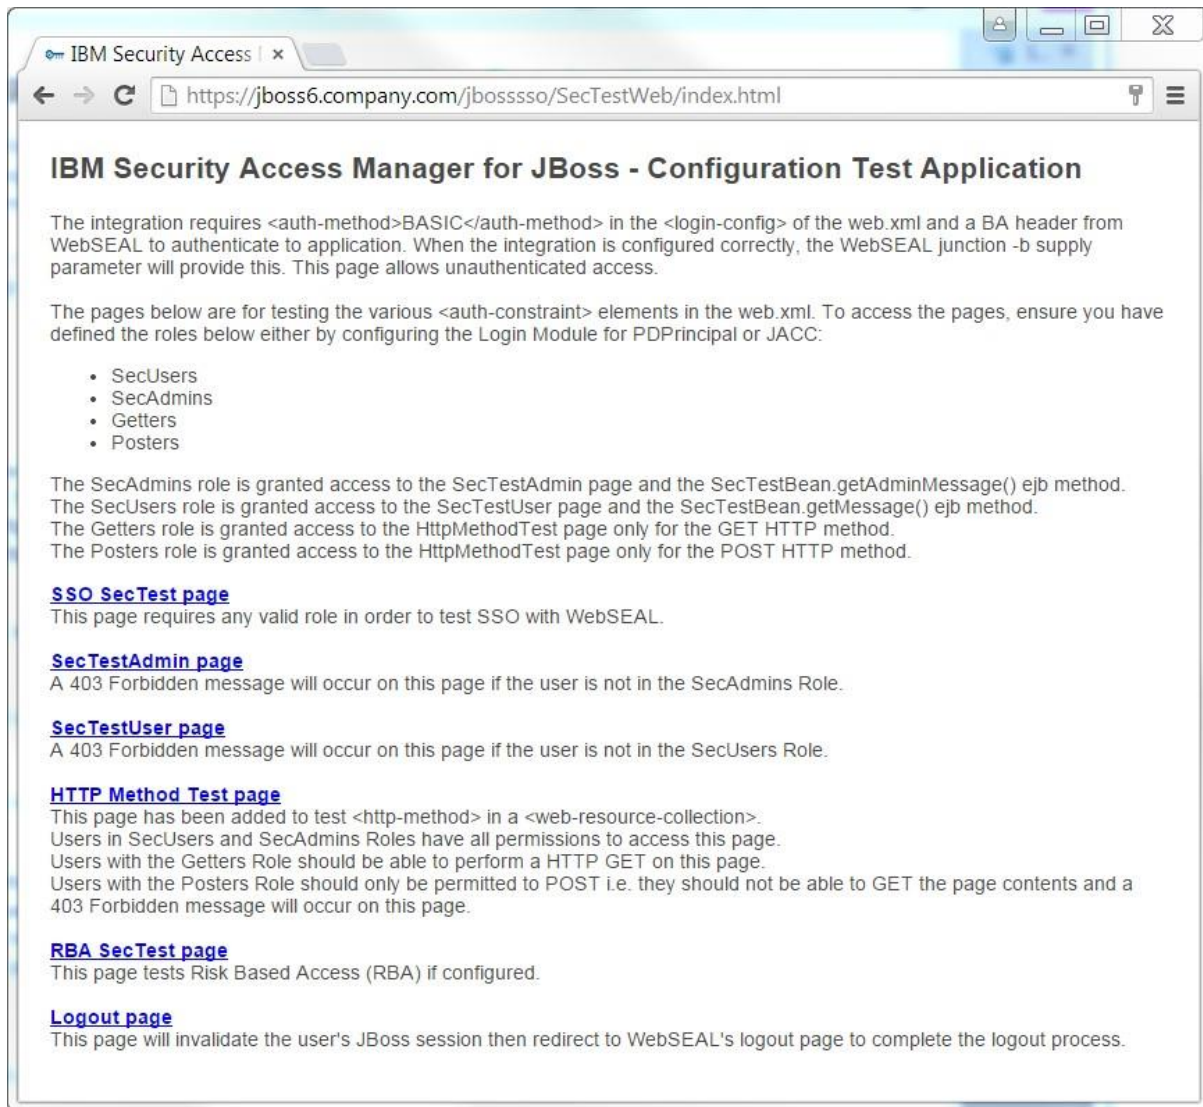 IBM Security Access
https://jboss6.company.com/jbosssso/SecTestWeb/index.html
IBM Security Access Manager for JBoss - Configuration Test Application
The integration requires <auth-method>BASIC</auth-method> in the <login-config> of the web.xml and a BA header from
WebSEAL to authenticate to application. When the integration is configured correctly, the WebSEAL junction -b supply
parameter will provide this. This page allows unauthenticated access.
The pages below are for testing the various <auth-constraint> elements in the web.xml. To access the pages, ensure you have
defined the roles below either by configuring the Login Module for PDPrincipal or JACC:
• SecUsers
• SecAdmins
• Getters
• Posters
The SecAdmins role is granted access to the SecTestAdmin page and the SecTestBean.getAdminMessage() ejb method.
The SecUsers role is granted access to the SecTestUser page and the SecTestBean.getMessage() ejb method.
The Getters role is granted access to the HttpMethodTest page only for the GET HTTP method.
The Posters role is granted access to the HttpMethodTest page only for the POST HTTP method.
SSO SecTest page
This page requires any valid role in order to test SSO with WebSEAL.
SecTestAdmin page
A 403 Forbidden message will occur on this page if the user is not in the SecAdmins Role.
SecTestUser page
A 403 Forbidden message will occur on this page if the user is not in the SecUsers Role.
HTTP Method Test page
This page has been added to test <http-method> in a <web-resource-collection>.
Users in SecUsers and SecAdmins Roles have all permissions to access this page.
Users with the Getters Role should be able to perform a HTTP GET on this page.
Users with the Posters Role should only be permitted to POST i.e. they should not be able to GET the page contents and a
403 Forbidden message will occur on this page.
RBA SecTest page
This page tests Risk Based Access (RBA) if configured.
Logout page
This page will invalidate the user's JBoss session then redirect to WebSEAL's logout page to complete the logout process.